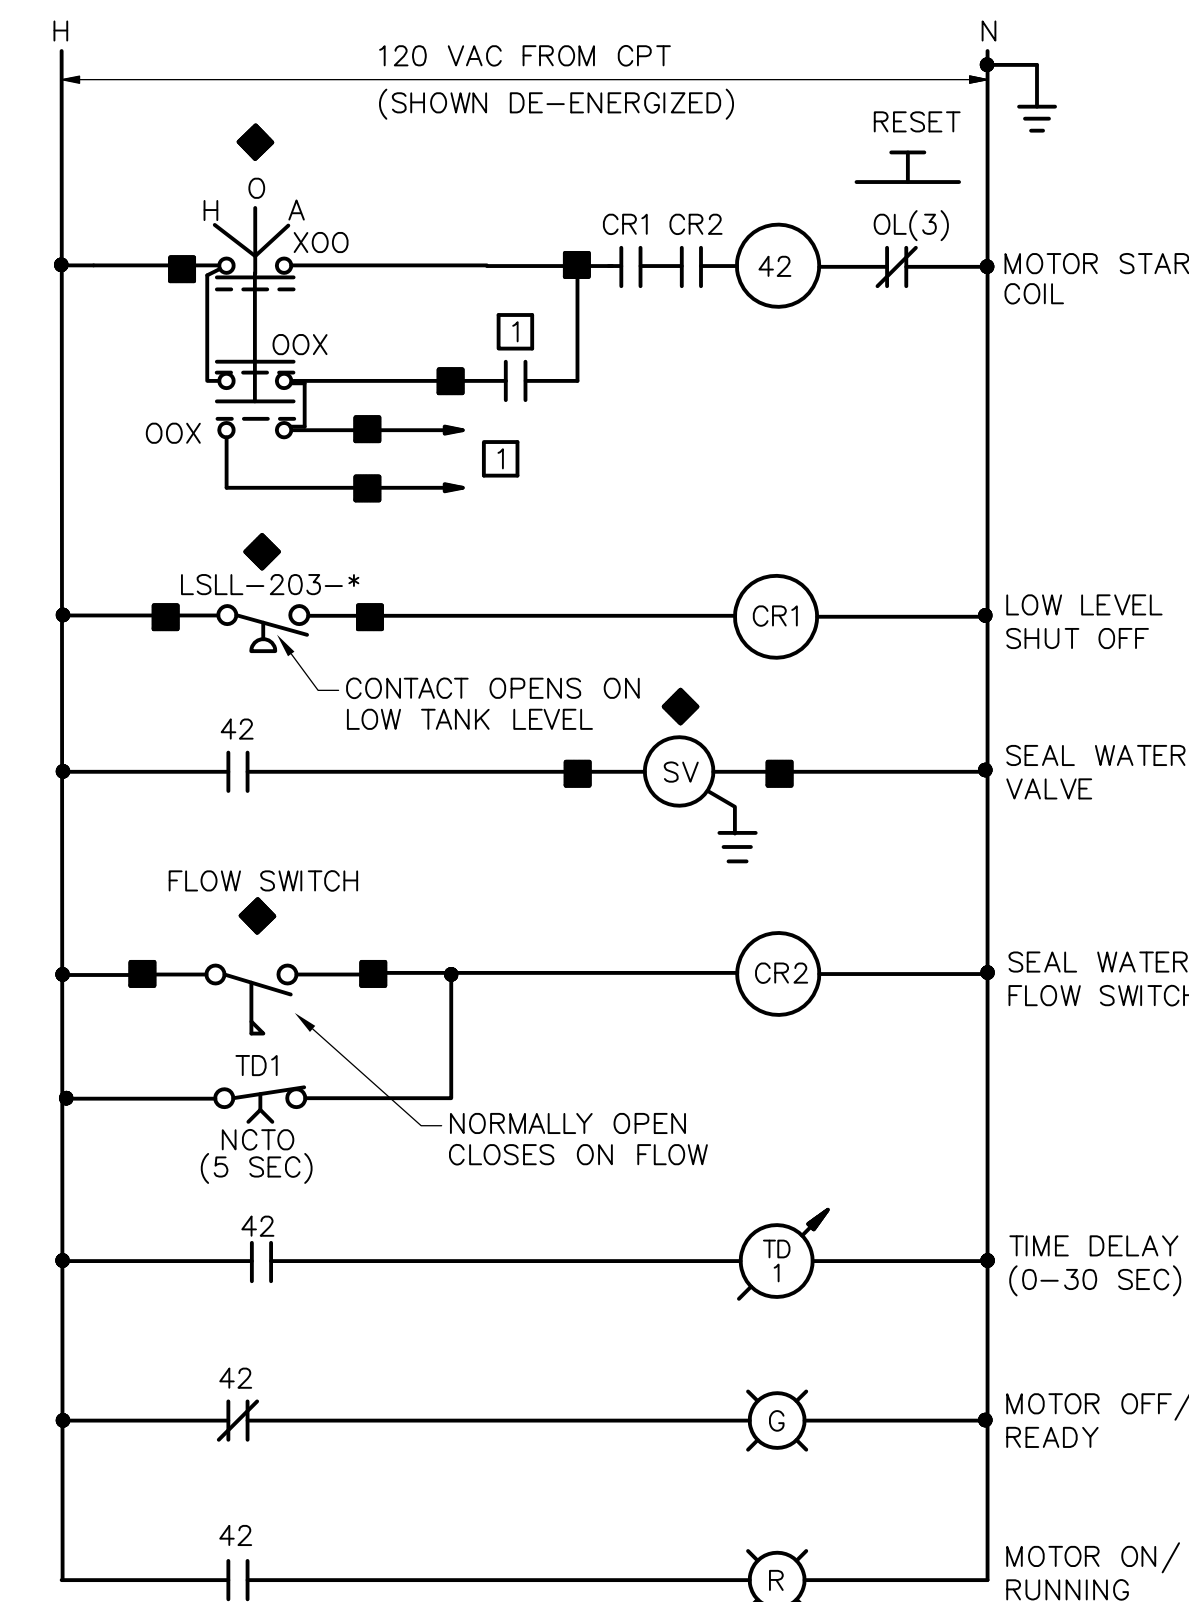 H
N
120 VAC FROM CPT
(SHOWN DE-ENERGIZED)
RESET
O
H A
XOO
CR1 CR2
42
OL(3)
MOTOR STAR
COIL
1
OOX
OOX
1
LSLL-203-*
CR1
LOW LEVEL
SHUT OFF
CONTACT OPENS ON
LOW TANK LEVEL
42
SV
SEAL WATER
VALVE
FLOW SWITCH
CR2
SEAL WATER
FLOW SWITCH
TD1
NCTO
(5 SEC)
NORMALLY OPEN
CLOSES ON FLOW
42
TD
1
TIME DELAY
(0-30 SEC)
42
G
MOTOR OFF/
READY
42
R
MOTOR ON/
RUNNING